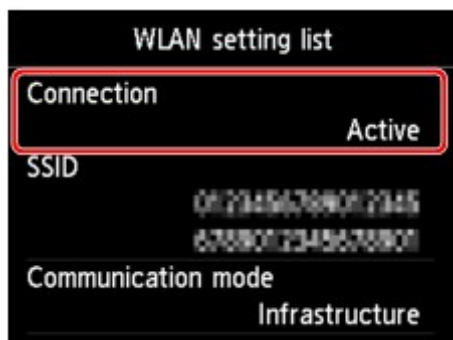 WLAN setting list
Connection
Active
SSID
Communication mode
Infrastructure